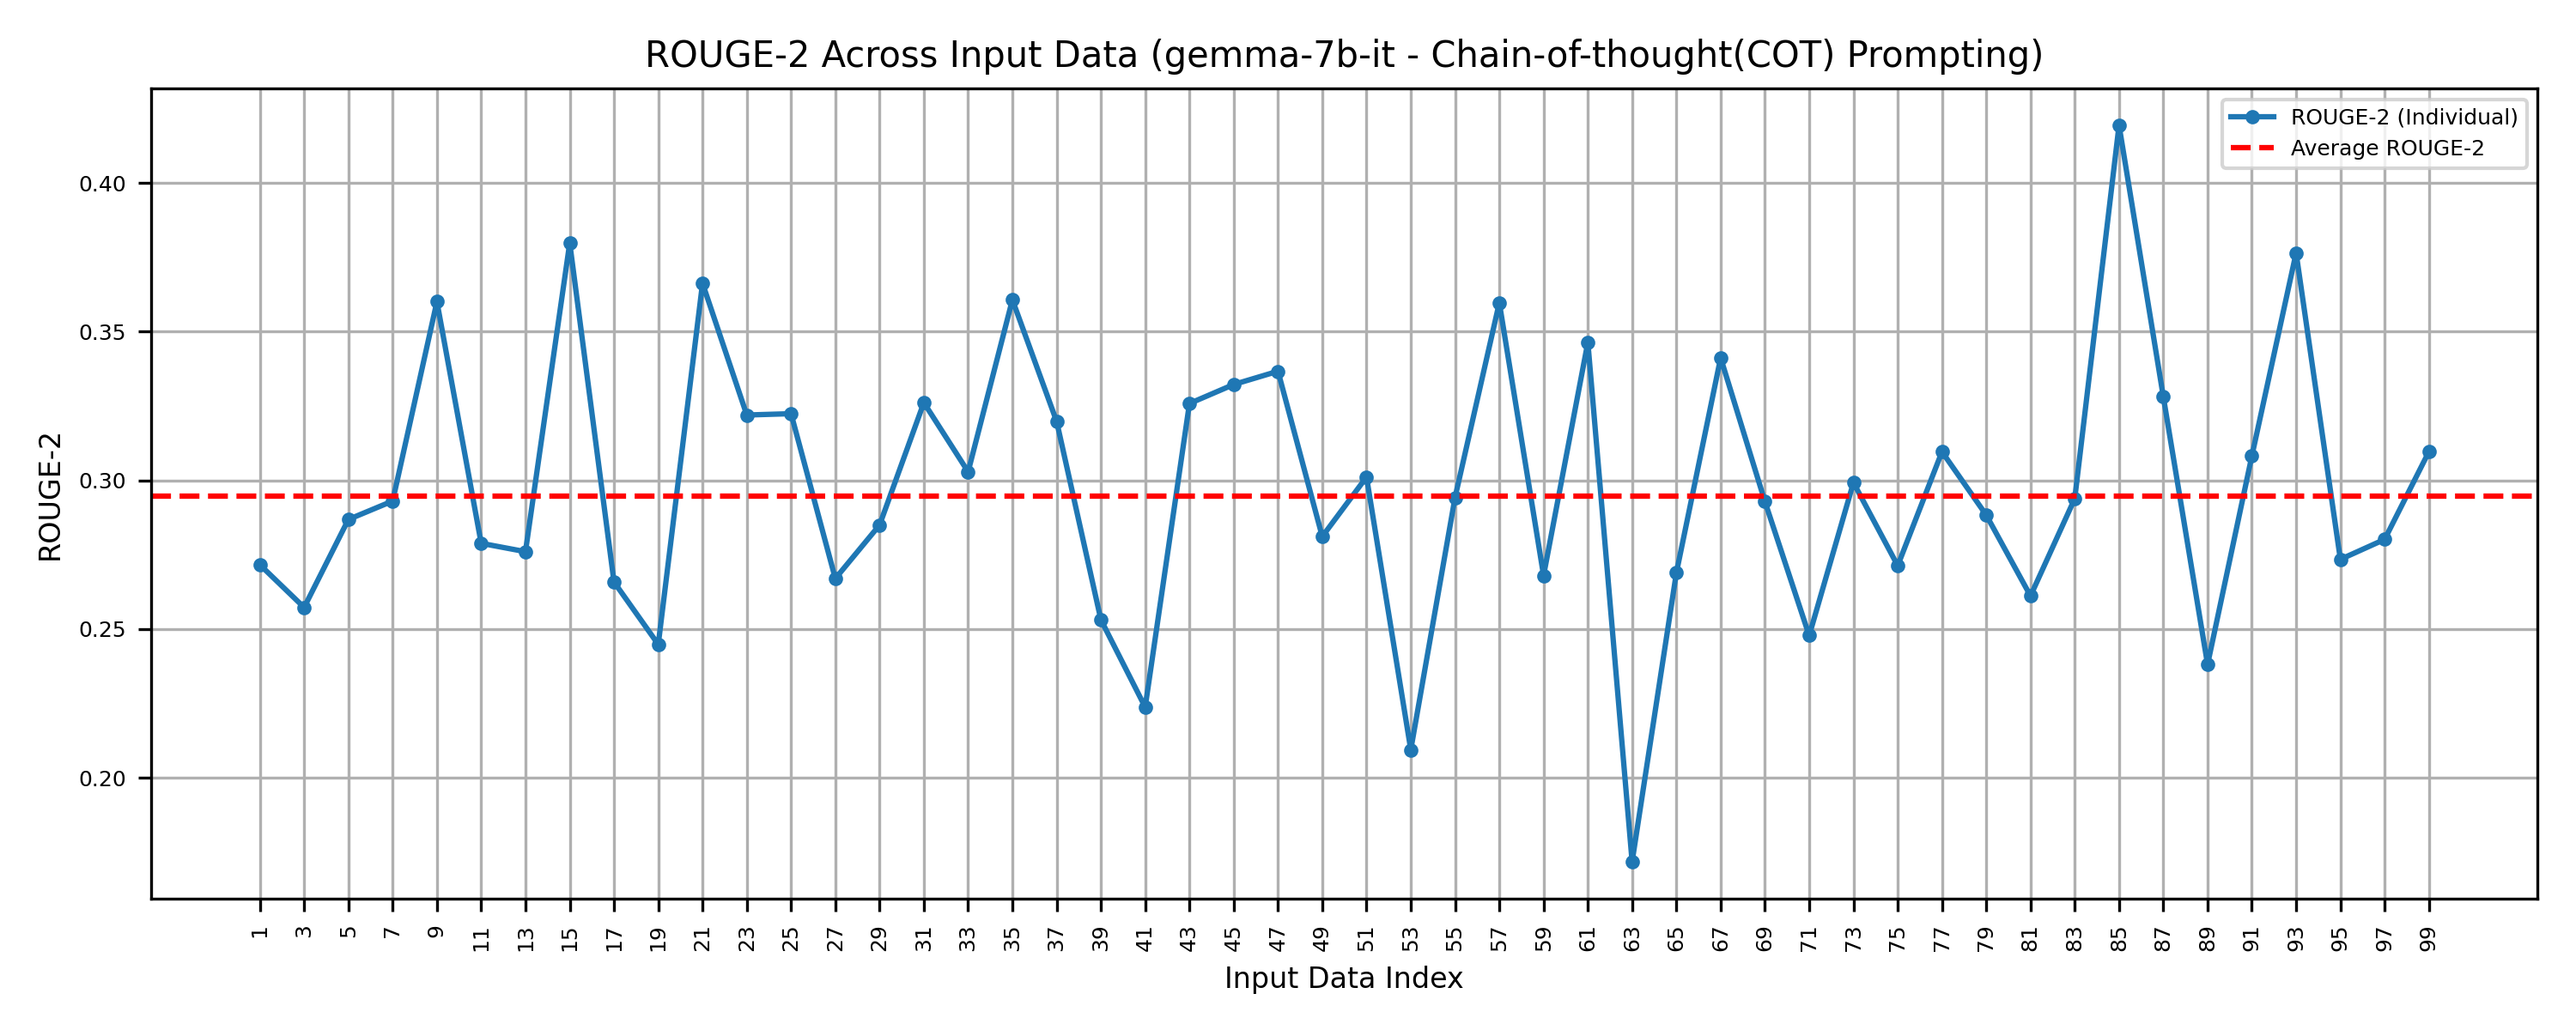 ROUGE-2 Across Input Data (gemma-7b-it - Chain-of-thought(COT) Prompting)
ROUGE-2 (Individual)
Average ROUGE-2
ROUGE-2
0.40
0.35
0.30
0.25
0.20
1 3 5 7 9 11 13 15 17 19 21 23 25 27 29 31 33 35 37 39 41 43 45 47 49 51 53 55 57 59 61 63 65 67 69 71 73 75 77 79 81 83 85 87 89 91 93 95 97 99
Input Data Index